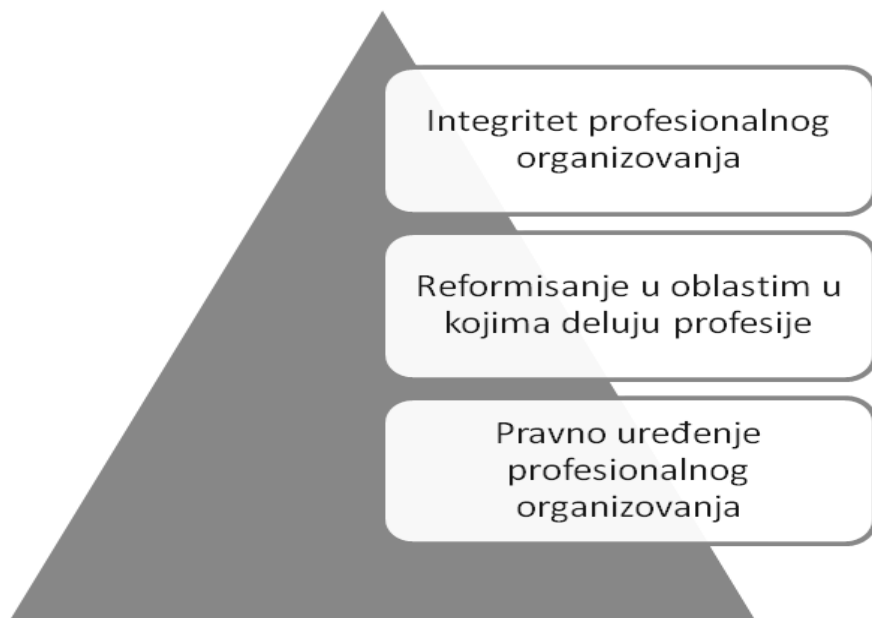 Integritet profesionalnog
organizovanja
Reformisanje u oblastim u
kojima deluju profesije
Pravno uređenje
profesionalnog
organizovanja